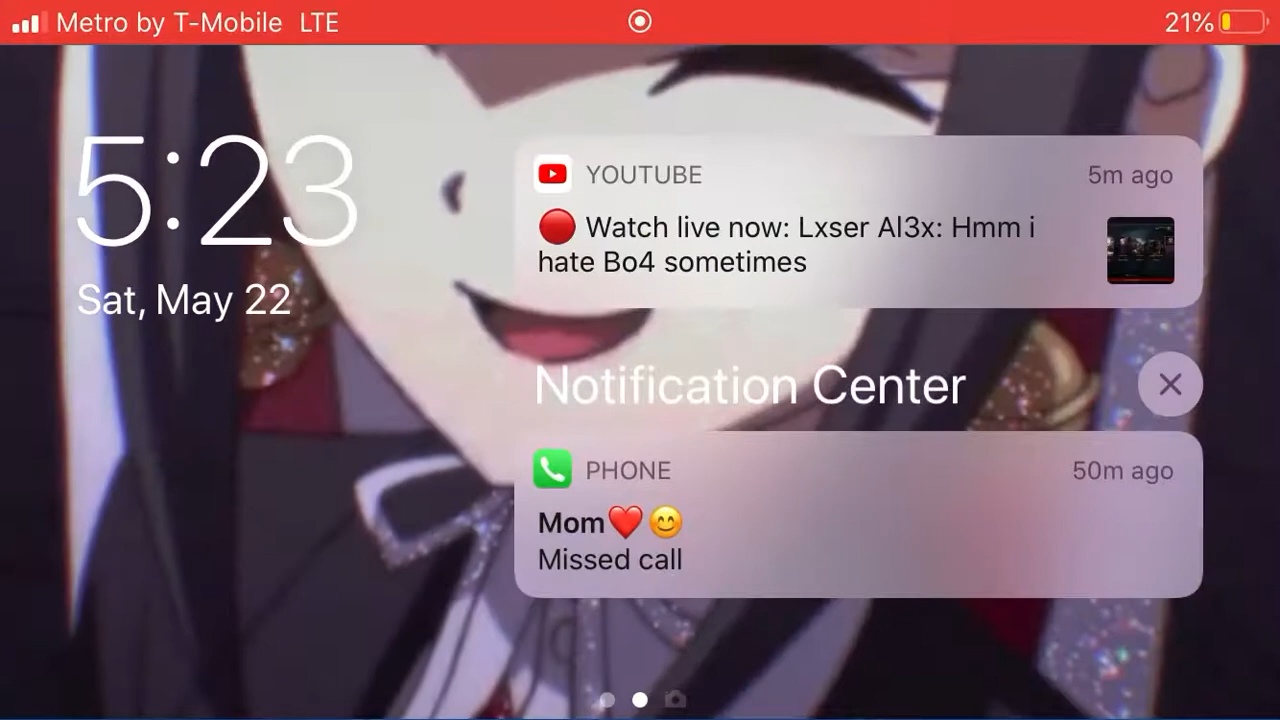 Metro by T-Mobile LTE
21%
5:23
Sat, May 22
YOUTUBE
5m ago
🔴 Watch live now: Lxser Al3x: Hmm i
hate Bo4 sometimes
Notification Center
PHONE
50m ago
Mom❤️😊
Missed call